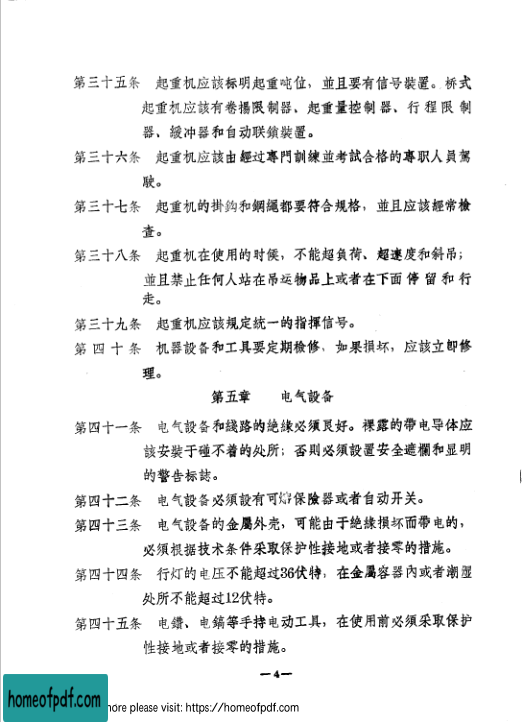 第三十五条 起重机应該标明起重吨位，並且要有信号裝置。桥式
起重机应該有卷揚限制器、起重量控制器、行程限制
器、緩冲器和自动联鎖裝置。
第三十六条 起重机应該由經过專門訓練並考試合格的專职人員駕
駛。
第三十七条 起重机的掛鈎和鋼繩都要符合規格，並且应該經常檢
查。
第三十八条 起重机在使用的时候，不能超負荷、超速度和斜吊；
並且禁止任何人站在吊运物品上或者在下面停留和行
走。
第三十九条 起重机应該規定統一的指揮信号。
第四十条 机器設备和工具要定期檢修，如果損坏，应該立卽修
理。
第五章 电气設备
第四十一条 电气設备和綫路的絕緣必須良好。裸露的带电导体应
該安裝于碰不着的处所；否則必須設置安全遮欄和显明
的警告标誌。
第四十二条 电气設备必須設有可熔保險器或者自动开关。
第四十三条 电气設备的金屬外壳，可能由于絕緣損坏而带电的，
必須根据技术条件采取保护性接地或者接零的措施。
第四十四条 行灯的电压不能超过36伏特，在金屬容器內或者潮湿
处所不能超过12伏特。
第四十五条 电鑽、电鎬等手持电动工具，在使用前必須采取保护
性接地或者接零的措施。
—4—
homeofpdf.com
ore please visit: https://homeofpdf.com